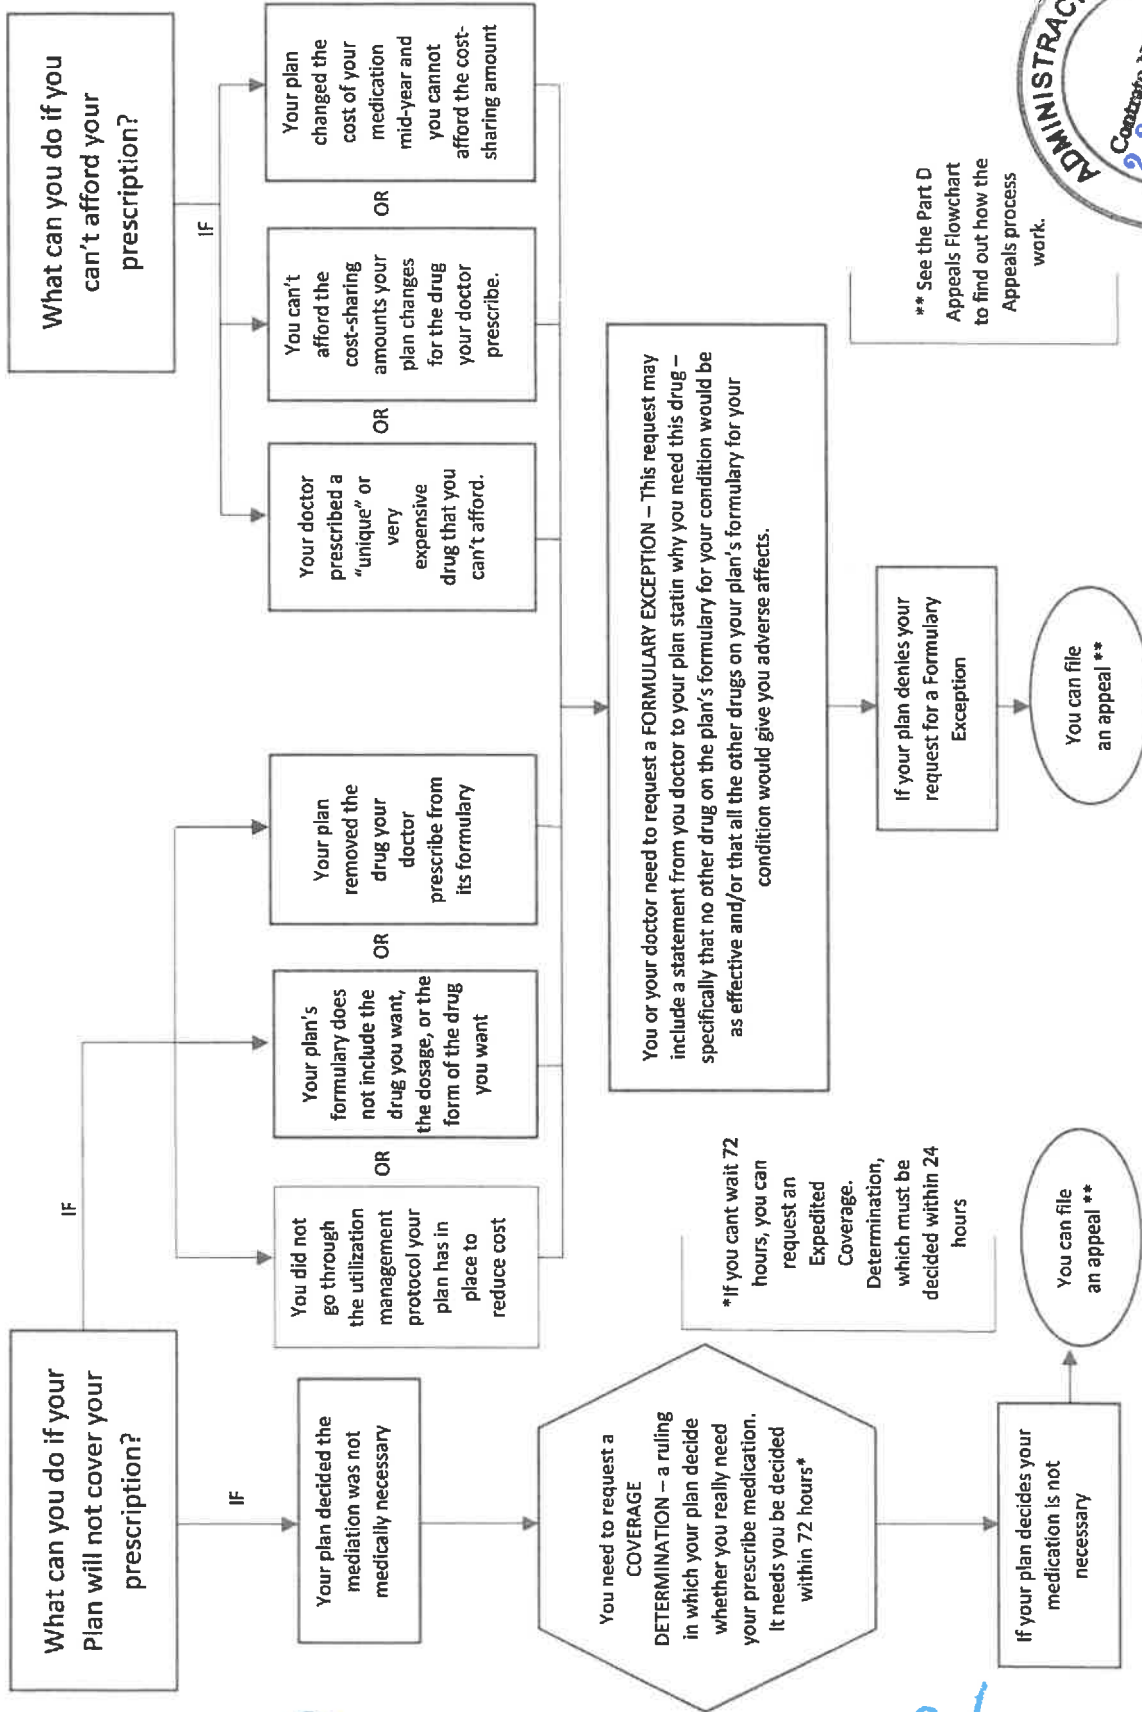 What can you do if your
Plan will not cover your
prescription?
IF
IF
Your plan decided the
mediation was not
medically necessary
You need to request a
COVERAGE
DETERMINATION – a ruling
in which your plan decide
whether you really need
your prescribe medication.
It needs you be decided
within 72 hours*
If your plan decides your
medication is not
necessary
You can file
an appeal **
*If you cant wait 72
hours, you can
request an
Expedited
Coverage.
Determination,
which must be
decided within 24
hours
You did not
go through
the utilization
management
protocol your
plan has in
place to
reduce cost
OR
Your plan's
formulary does
not include the
drug you want,
the dosage, or the
form of the drug
you want
OR
Your plan
removed the
drug your
doctor
prescribe from
its formulary
What can you do if you
can't afford your
prescription?
IF
Your doctor
prescribed a
"unique" or
very
expensive
drug that you
can't afford.
OR
You can't
afford the
cost-sharing
amounts your
plan changes
for the drug
your doctor
prescribe.
OR
Your plan
changed the
cost of your
medication
mid-year and
you cannot
afford the cost-
sharing amount
You or your doctor need to request a FORMULARY EXCEPTION – This request may
include a statement from you doctor to your plan statin why you need this drug –
specifically that no other drug on the plan's formulary for your condition would be
as effective and/or that all the other drugs on your plan's formulary for your
condition would give you adverse affects.
If your plan denies your
request for a Formulary
Exception
You can file
an appeal **
** See the Part D
Appeals Flowchart
to find out how the
Appeals process
work.